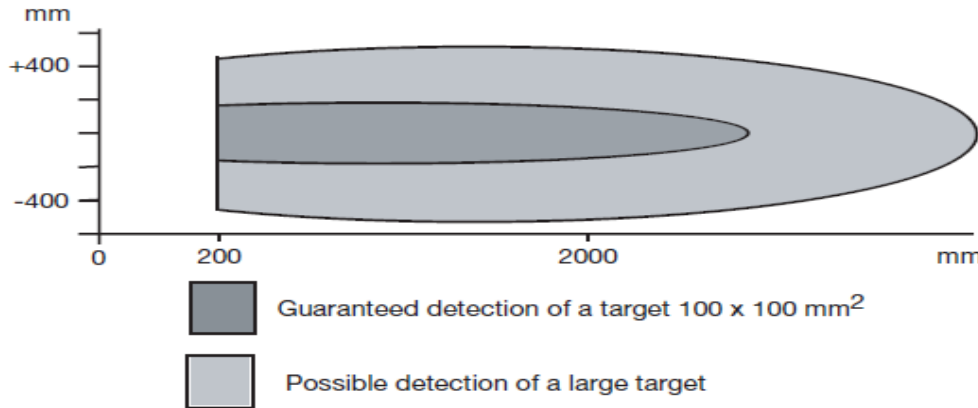 mm
+400
-400
0 200 2000 mm
Guaranteed detection of a target 100 x 100 mm²
Possible detection of a large target